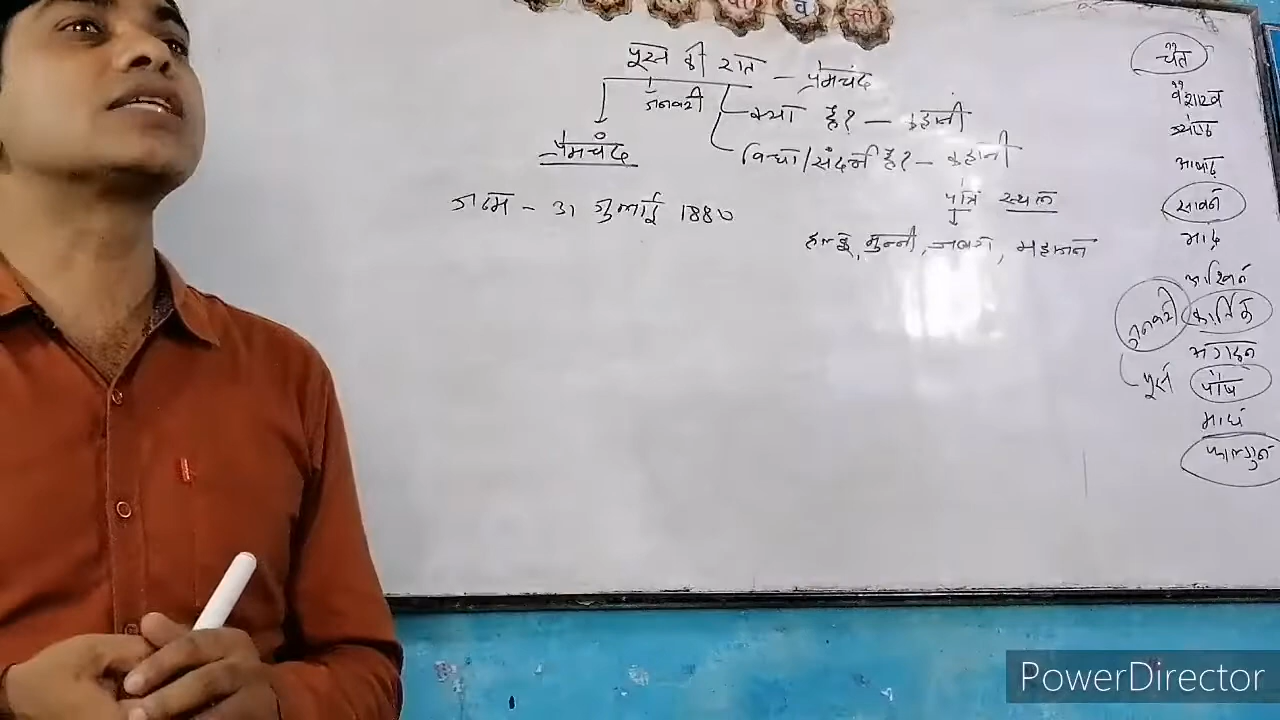 पूस की रात – प्रेमचंद
जनवरी
क्या है? – कहानी
प्रेमचंद
विधा/संदर्भ है? – कहानी
पात्र स्थल
जन्म – 31 जुलाई 1880
हल्कू, मुन्नी, जबरा, महाजन
चैत
वैशाख
ज्येष्ठ
आषाढ़
सावन
भादं
आश्विन
जनवरी कार्तिक
अगहन
पूस पौष
माघ
फाल्गुन
PowerDirector